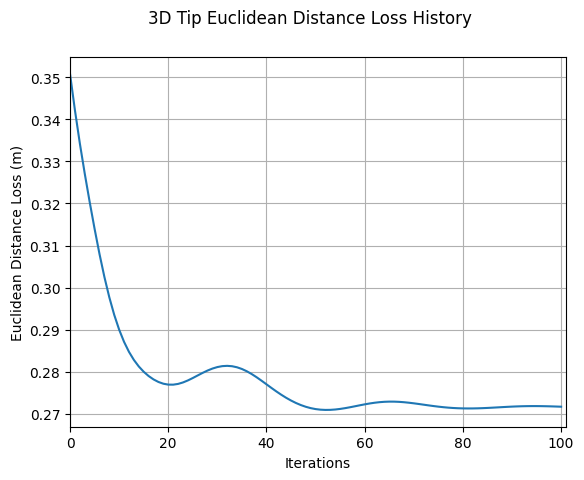 3D Tip Euclidean Distance Loss History
Euclidean Distance Loss (m)
0.35
0.34
0.33
0.32
0.31
0.30
0.29
0.28
0.27
0 20 40 60 80 100
Iterations